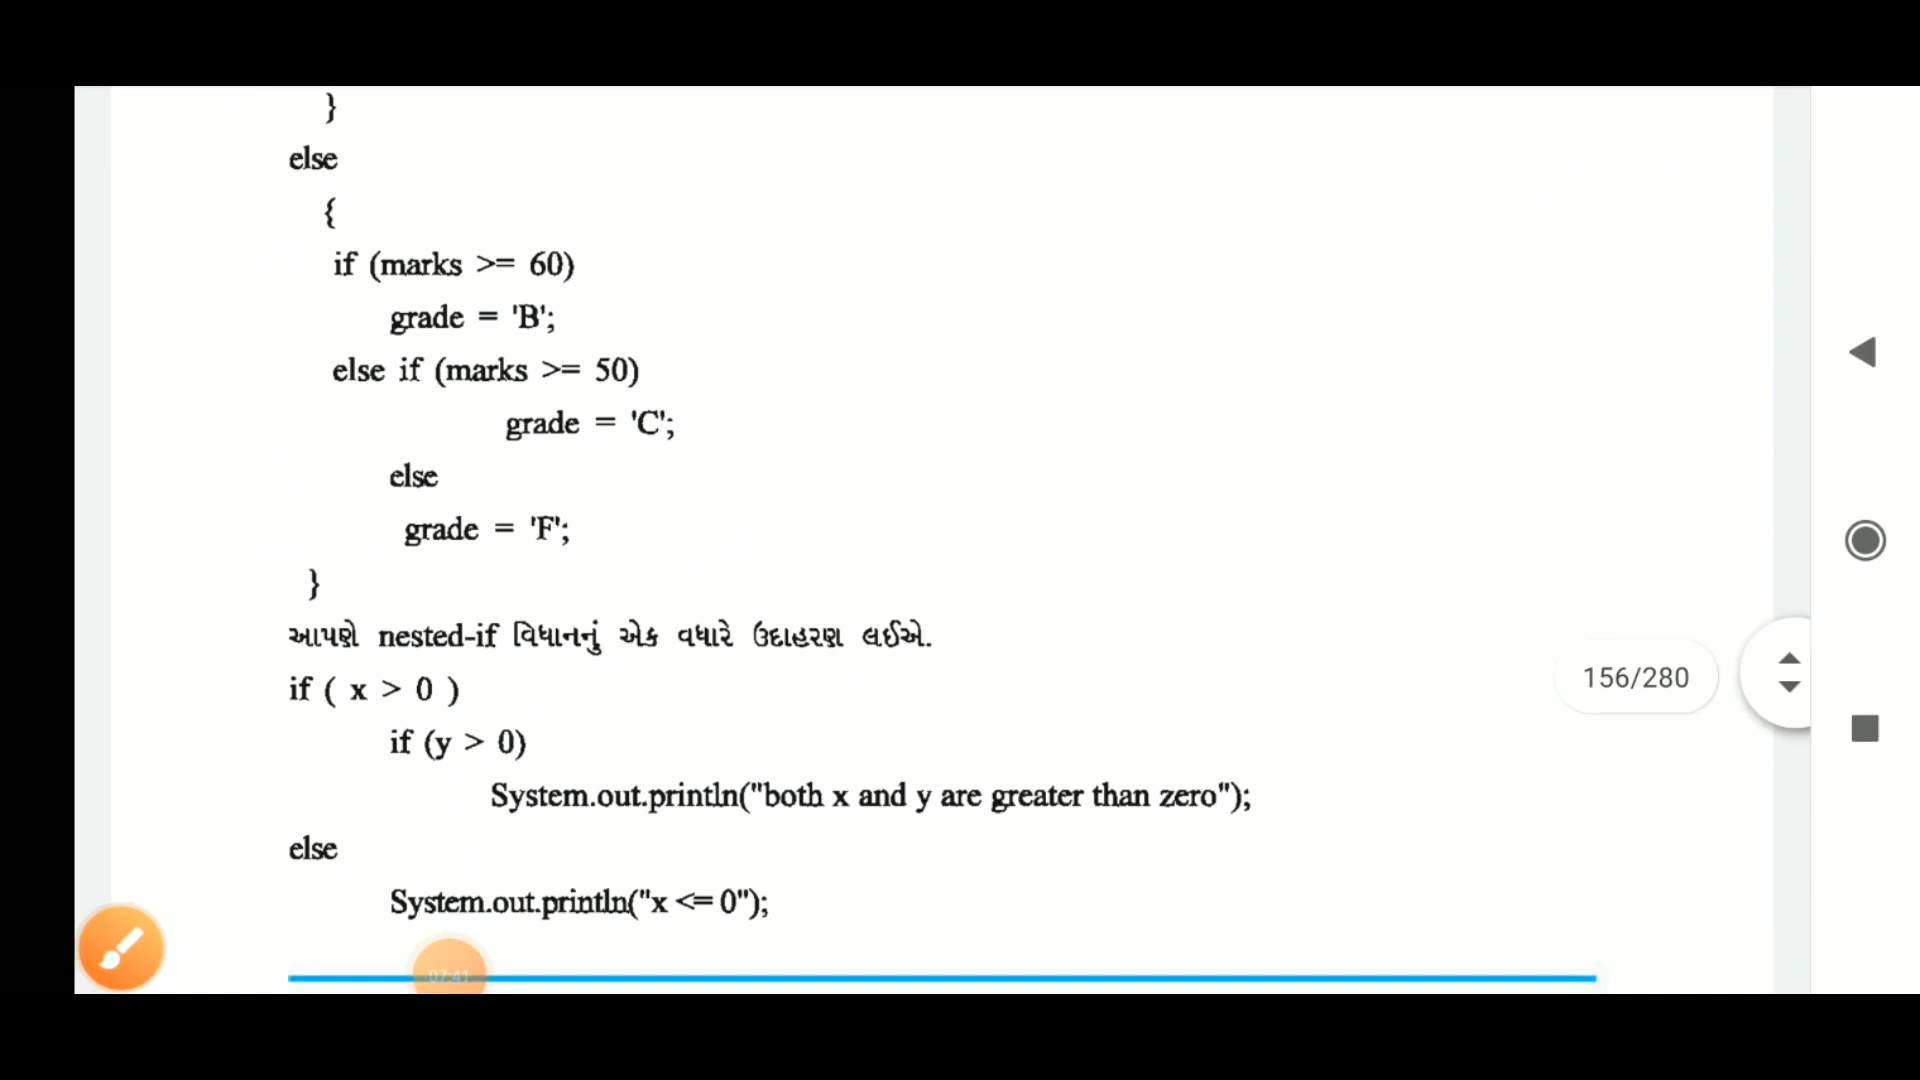 }
else
{
if (marks >= 60)
grade = 'B';
else if (marks >= 50)
grade = 'C';
else
grade = 'F';
}
આપણે nested-if વિધાનનું એક વધારે ઉદાહરણ લઈએ.
if ( x > 0 )
if (y > 0)
System.out.println("both x and y are greater than zero");
else
System.out.println("x <= 0");
156/280
07:41